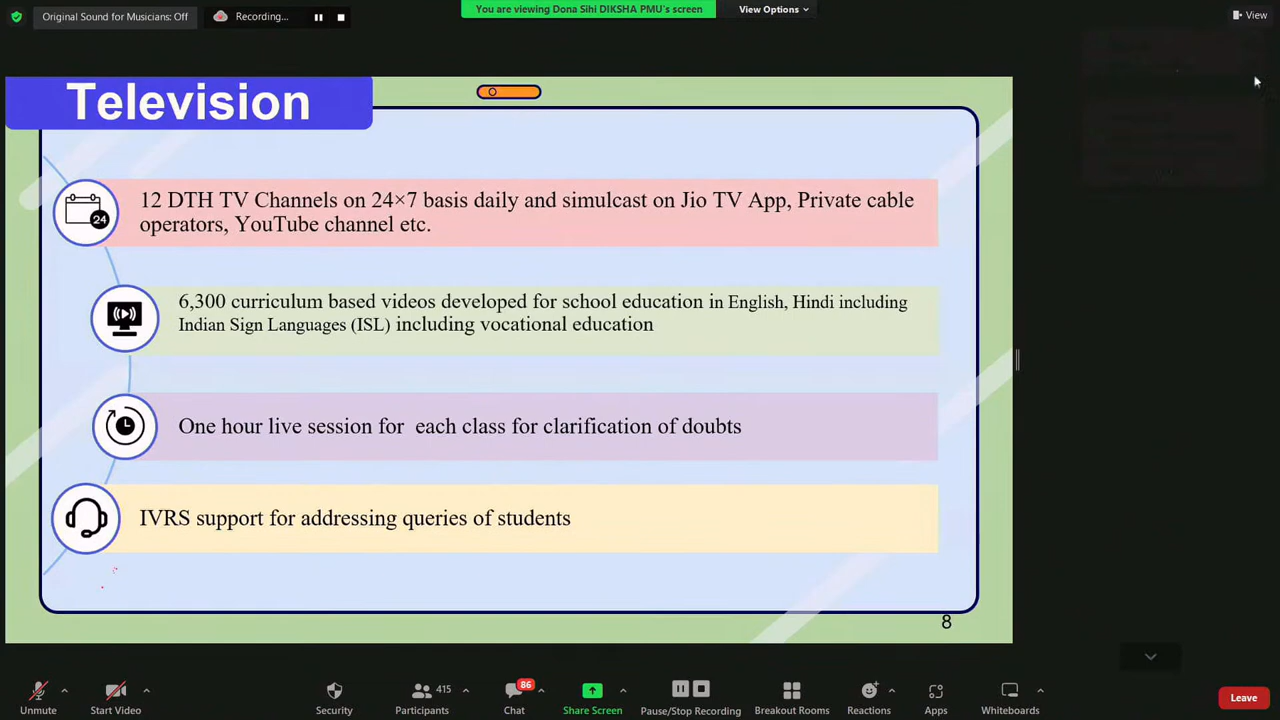 Original Sound for Musicians: Off
Recording...
You are viewing Dona Sihi DIKSHA PMU's screen
View Options
View
Television
24
12 DTH TV Channels on 24×7 basis daily and simulcast on Jio TV App, Private cable
operators, YouTube channel etc.
6,300 curriculum based videos developed for school education in English, Hindi including
Indian Sign Languages (ISL) including vocational education
One hour live session for each class for clarification of doubts
IVRS support for addressing queries of students
8
Unmute
Start Video
Security
415
Participants
86
Chat
Share Screen
Pause/Stop Recording
Breakout Rooms
Reactions
Apps
Whiteboards
Leave